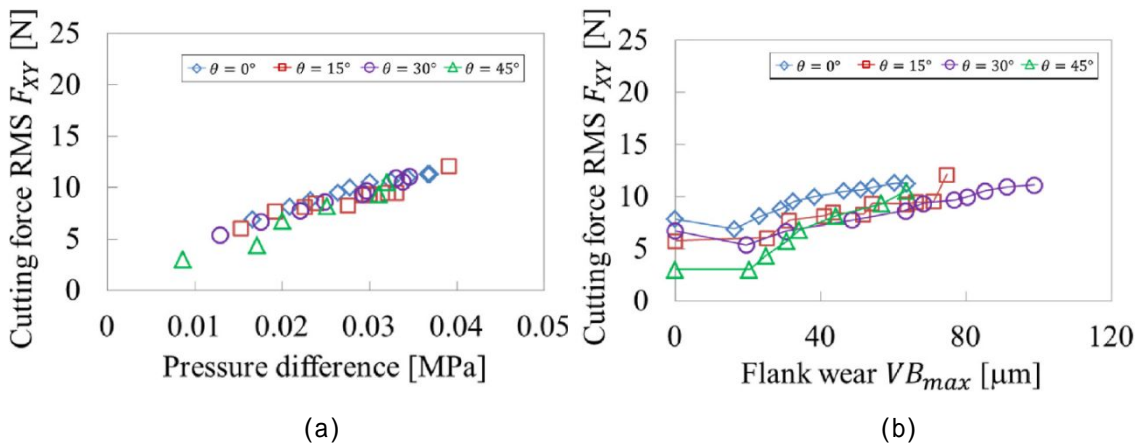 Cutting force RMS F_XY [N]
25
20
15
10
5
0
θ = 0° θ = 15° θ = 30° θ = 45°
0 0.01 0.02 0.03 0.04 0.05
Pressure difference [MPa]
(a)
Cutting force RMS F_XY [N]
25
20
15
10
5
0
θ = 0° θ = 15° θ = 30° θ = 45°
0 40 80 120
Flank wear VB_max [μm]
(b)